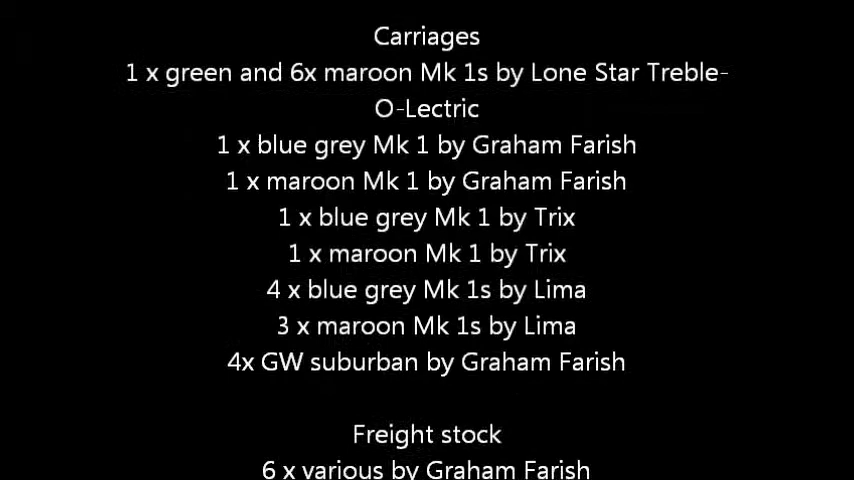 Carriages
1 x green and 6x maroon Mk 1s by Lone Star Treble-
O-Lectric
1 x blue grey Mk 1 by Graham Farish
1 x maroon Mk 1 by Graham Farish
1 x blue grey Mk 1 by Trix
1 x maroon Mk 1 by Trix
4 x blue grey Mk 1s by Lima
3 x maroon Mk 1s by Lima
4x GW suburban by Graham Farish
Freight stock
6 x various by Graham Farish